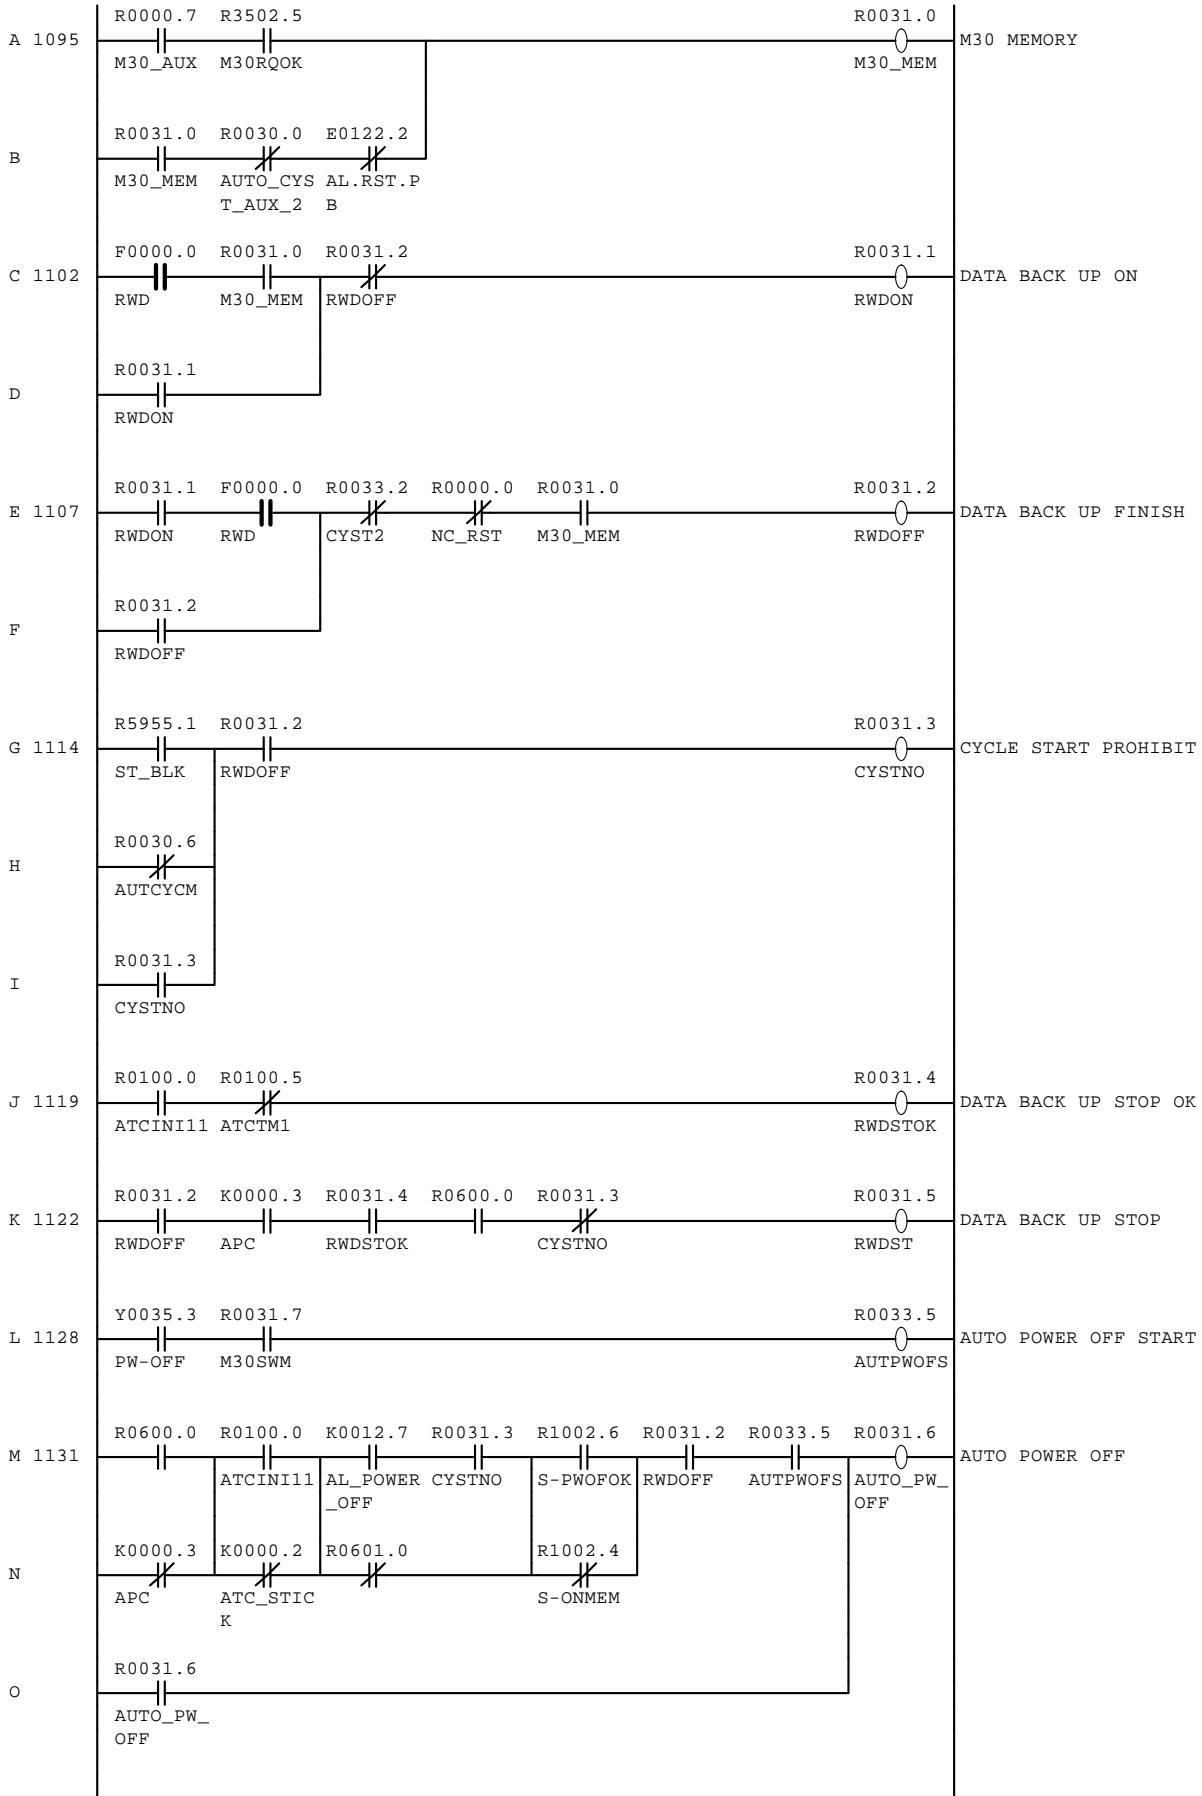 R0000.7 R3502.5 R0031.0
A 1095 M30 MEMORY
M30_AUX M30RQOK M30_MEM
R0031.0 R0030.0 E0122.2
B
M30_MEM AUTO_CYS AL.RST.P
T_AUX_2 B
F0000.0 R0031.0 R0031.2 R0031.1
C 1102 DATA BACK UP ON
RWD M30_MEM RWDOFF RWDON
R0031.1
D
RWDON
R0031.1 F0000.0 R0033.2 R0000.0 R0031.0 R0031.2
E 1107 DATA BACK UP FINISH
RWDON RWD CYST2 NC_RST M30_MEM RWDOFF
R0031.2
F
RWDOFF
R5955.1 R0031.2 R0031.3
G 1114 CYCLE START PROHIBIT
ST_BLK RWDOFF CYSTNO
R0030.6
H
AUTCYCM
R0031.3
I
CYSTNO
R0100.0 R0100.5 R0031.4
J 1119 DATA BACK UP STOP OK
ATCINI11 ATCTM1 RWDSTOK
R0031.2 K0000.3 R0031.4 R0600.0 R0031.3 R0031.5
K 1122 DATA BACK UP STOP
RWDOFF APC RWDSTOK CYSTNO RWDST
Y0035.3 R0031.7 R0033.5
L 1128 AUTO POWER OFF START
PW-OFF M30SWM AUTPWOFS
R0600.0 R0100.0 K0012.7 R0031.3 R1002.6 R0031.2 R0033.5 R0031.6
M 1131 AUTO POWER OFF
ATCINI11 AL_POWER CYSTNO S-PWOFOK RWDOFF AUTPWOFS AUTO_PW_
_OFF OFF
K0000.3 K0000.2 R0601.0 R1002.4
N
APC ATC_STIC S-ONMEM
K
R0031.6
O
AUTO_PW_
OFF